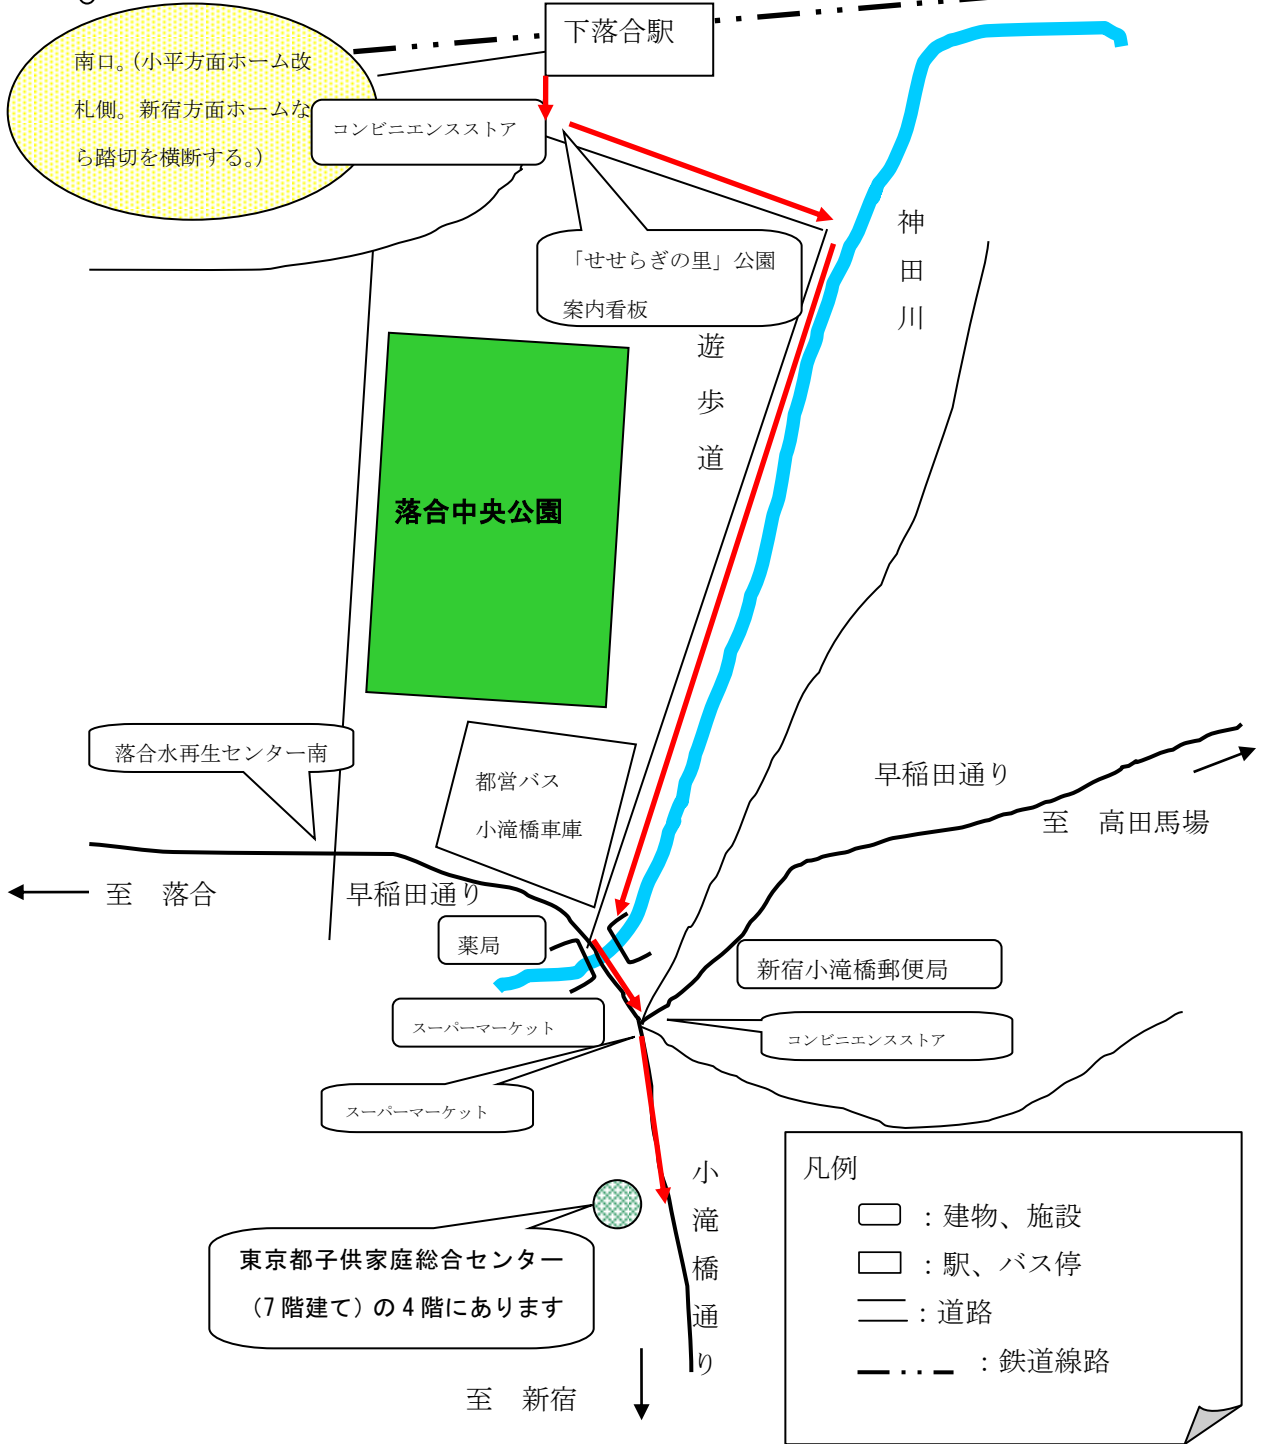 下落合駅
南口。(小平方面ホーム改
札側。新宿方面ホームな
ら踏切を横断する。)
コンビニエンスストア
「せせらぎの里」公園
案内看板
神田川
遊歩道
落合中央公園
落合水再生センター南
都営バス
小滝橋車庫
早稲田通り
至　高田馬場
至　落合
早稲田通り
薬局
新宿小滝橋郵便局
スーパーマーケット
コンビニエンスストア
スーパーマーケット
小滝橋通り
東京都子供家庭総合センター
(7階建て)の4階にあります
至　新宿
凡例
：建物、施設
：駅、バス停
：道路
：鉄道線路